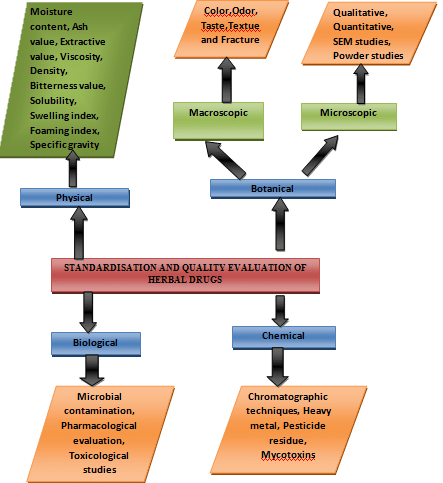 Moisture
content, Ash
value, Extractive
value, Viscosity,
Density,
Bitterness value,
Solubility,
Swelling index,
Foaming index,
Specific gravity
Color,Odor,
Taste,Textue
and Fracture
Qualitative,
Quantitative,
SEM studies,
Powder studies
Macroscopic
Microscopic
Physical
Botanical
STANDARDISATION AND QUALITY EVALUATION OF
HERBAL DRUGS
Biological
Chemical
Microbial
contamination,
Pharmacological
evaluation,
Toxicological
studies
Chromatographic
techniques, Heavy
metal, Pesticide
residue,
Mycotoxins